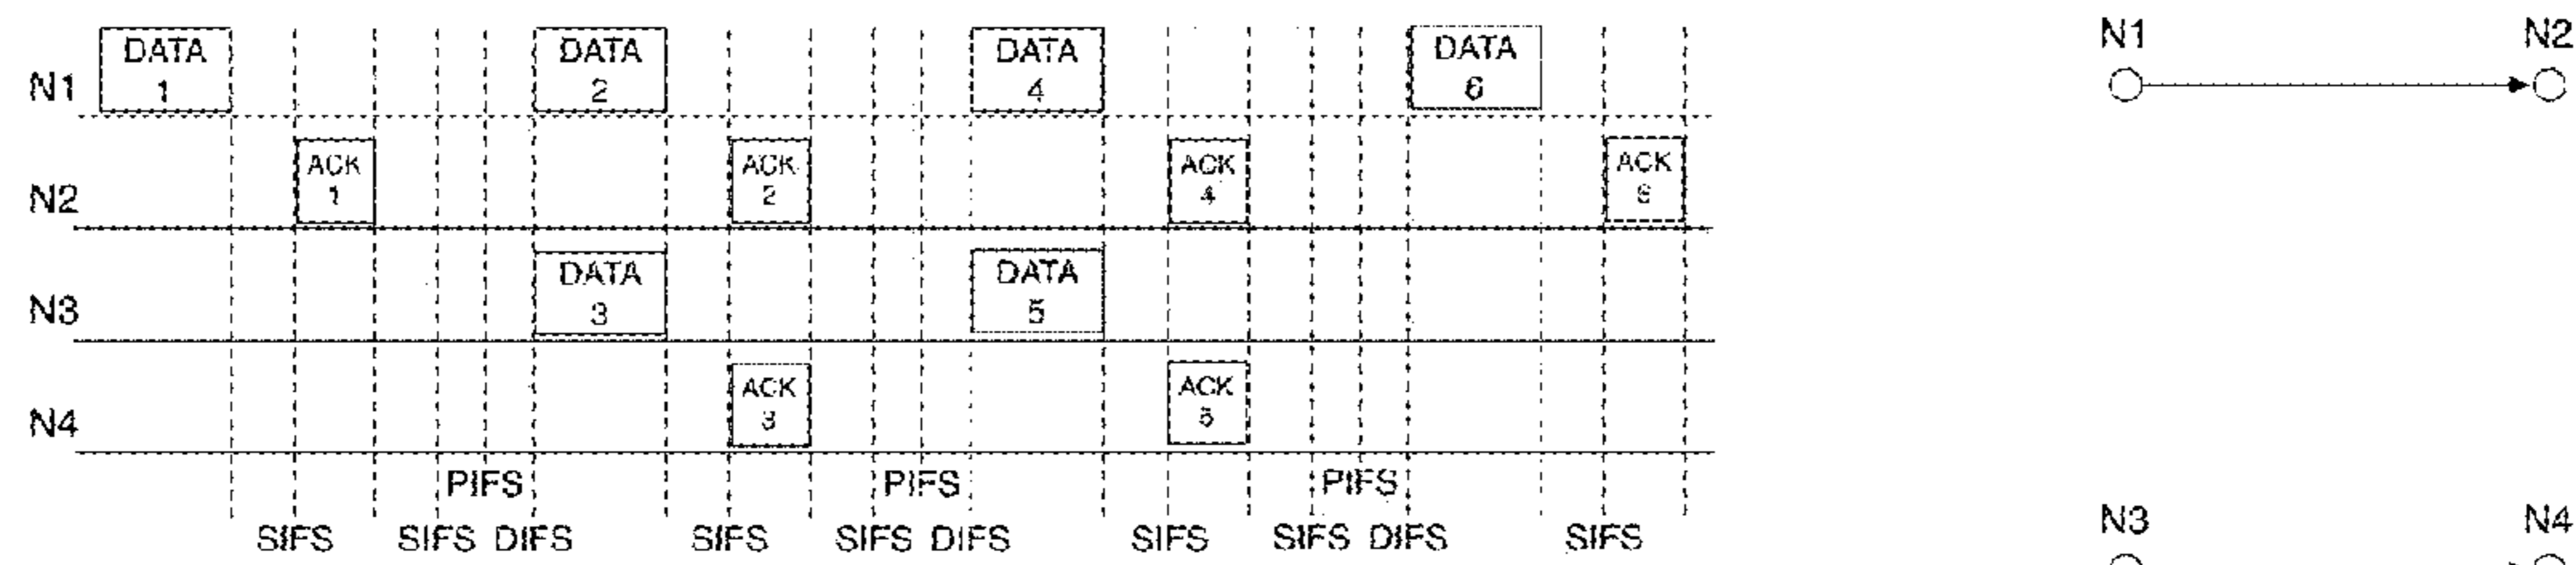 N1 DATA 1 DATA 2 DATA 4 DATA 6
N2 ACK 1 ACK 2 ACK 4 ACK
N3 DATA 3 DATA 5
N4 ACK 3 ACK 5
PIFS PIFS PIFS
SIFS SIFS DIFS SIFS SIFS DIFS SIFS SIFS DIFS SIFS
N1 N2
N3 N4